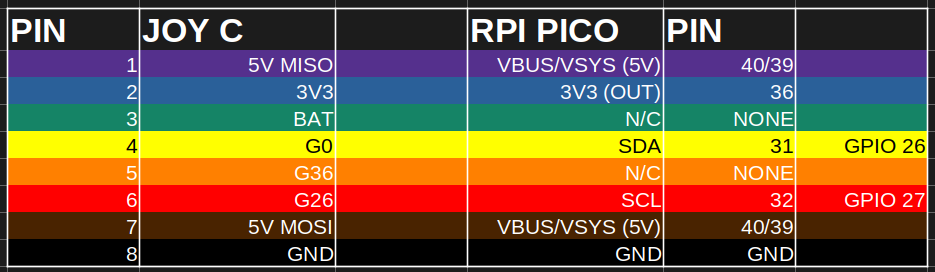 PIN JOY C RPI PICO PIN
1 5V MISO VBUS/VSYS (5V) 40/39
2 3V3 3V3 (OUT) 36
3 BAT N/C NONE
4 G0 SDA 31 GPIO 26
5 G36 N/C NONE
6 G26 SCL 32 GPIO 27
7 5V MOSI VBUS/VSYS (5V) 40/39
8 GND GND GND